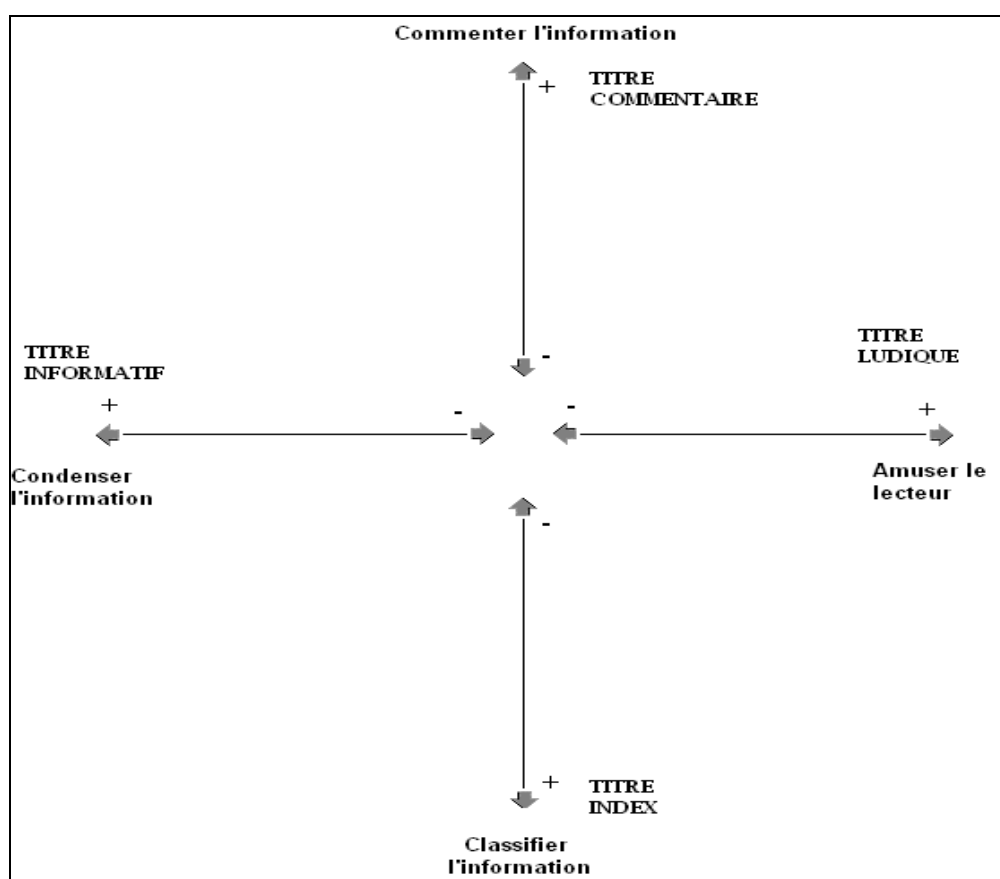 Commenter l'information
+
TITRE
COMMENTAIRE
-
TITRE
INFORMATIF
TITRE
LUDIQUE
+
-
-
+
Condenser
l'information
Amuser le
lecteur
-
+
TITRE
INDEX
Classifier
l'information